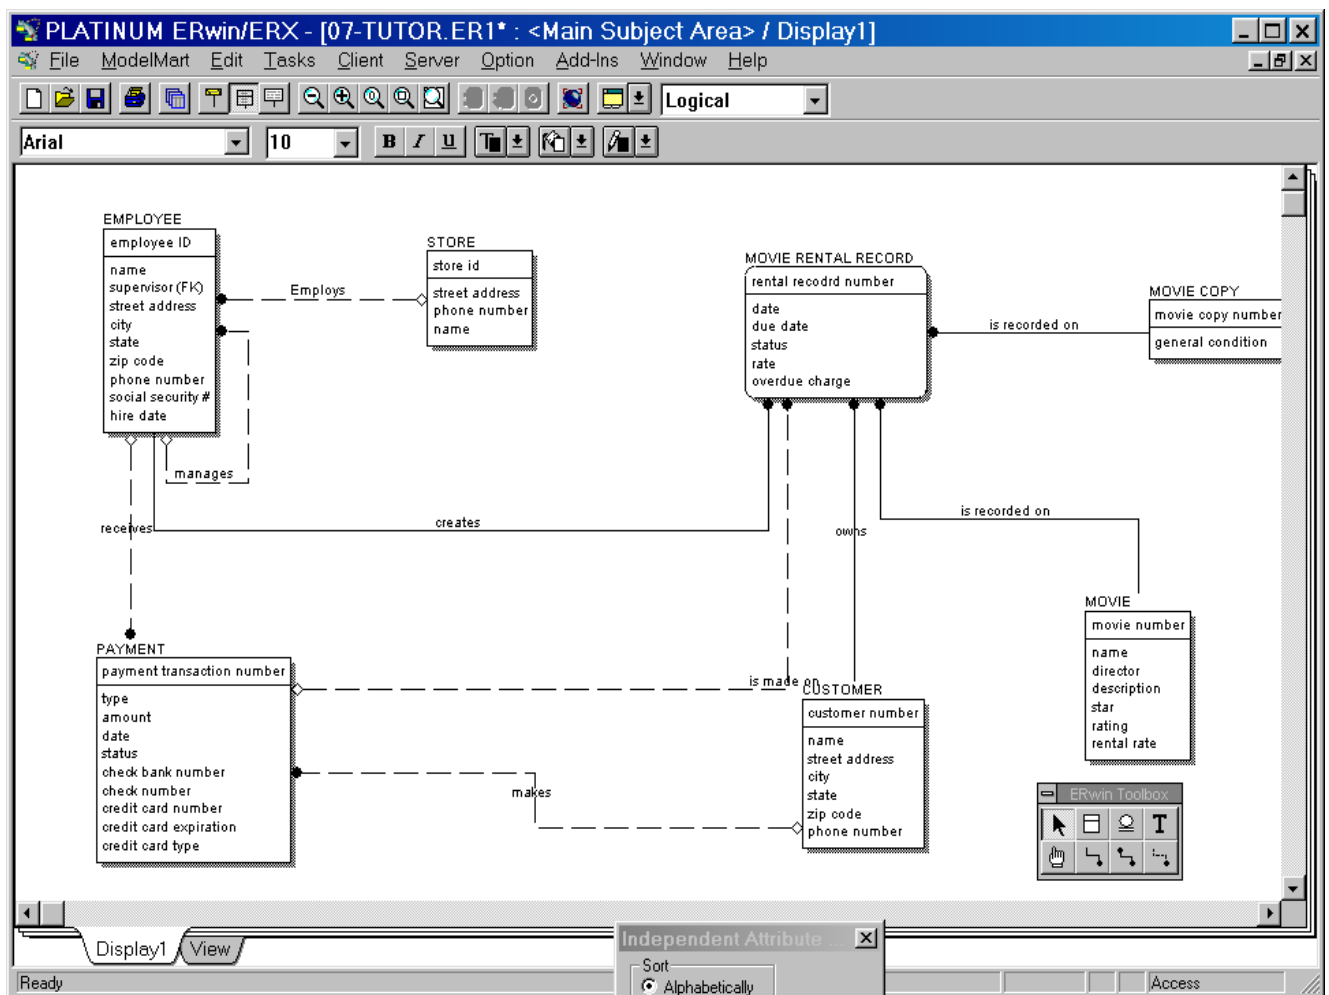 PLATINUM ERwin/ERX - [07-TUTOR.ER1* : <Main Subject Area> / Display1]
File ModelMart Edit Tasks Client Server Option Add-Ins Window Help
Logical
Arial 10 B I U T
EMPLOYEE
employee ID
name
supervisor (FK)
street address
city
state
zip code
phone number
social security #
hire date
Employs
STORE
store id
street address
phone number
name
MOVIE RENTAL RECORD
rental recodrd number
date
due date
status
rate
overdue charge
is recorded on
MOVIE COPY
movie copy number
general condition
manages
receives
creates
owns
is recorded on
MOVIE
movie number
name
director
description
star
rating
rental rate
PAYMENT
payment transaction number
type
amount
date
status
check bank number
check number
credit card number
credit card expiration
credit card type
is made on
makes
CUSTOMER
customer number
name
street address
city
state
zip code
phone number
ERwin Toolbox
T
Display1 View
Independent Attribute ...
Sort
Alphabetically
Ready
Access